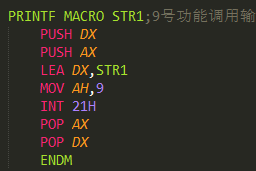 PRINTF MACRO STR1;9号功能调用输
PUSH DX
PUSH AX
LEA DX,STR1
MOV AH,9
INT 21H
POP AX
POP DX
ENDM